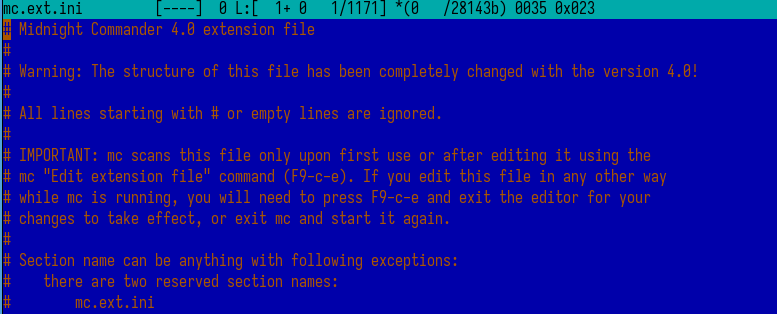 mc.ext.ini          [----]  0 L:[  1+ 0   1/1171] *(0   /28143b) 0035 0x023
# Midnight Commander 4.0 extension file
#
# Warning: The structure of this file has been completely changed with the version 4.0!
#
# All lines starting with # or empty lines are ignored.
#
# IMPORTANT: mc scans this file only upon first use or after editing it using the
# mc "Edit extension file" command (F9-c-e). If you edit this file in any other way
# while mc is running, you will need to press F9-c-e and exit the editor for your
# changes to take effect, or exit mc and start it again.
#
# Section name can be anything with following exceptions:
#    there are two reserved section names:
#        mc.ext.ini